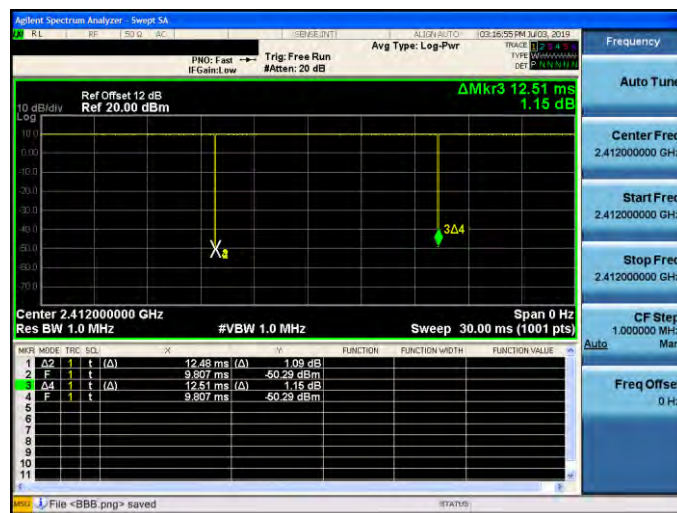 Agilent Spectrum Analyzer - Swept SA
RL RF 50 Ω AC SENSE:INT ALIGN AUTO 03:16:55 PM Jul 03, 2019
Avg Type: Log-Pwr TRACE 1 2 3 4 5 6
PNO: Fast Trig: Free Run TYPE
IFGain:Low #Atten: 20 dB DET P N N N N N
Frequency
Auto Tune
Center Freq
2.412000000 GHz
Start Freq
2.412000000 GHz
Stop Freq
2.412000000 GHz
CF Step
1.000000 MHz
Auto Man
Freq Offset
0 Hz
ΔMkr3 12.51 ms
1.15 dB
Ref Offset 12 dB
10 dB/div Ref 20.00 dBm
Log
10.0
0.00
-10.0
-20.0
-30.0
-40.0
-50.0
-60.0
-70.0
3Δ4
Center 2.412000000 GHz Span 0 Hz
Res BW 1.0 MHz #VBW 1.0 MHz Sweep 30.00 ms (1001 pts)
MKR MODE TRC SCL X Y FUNCTION FUNCTION WIDTH FUNCTION VALUE
1 Δ2 1 t (Δ) 12.48 ms (Δ) 1.09 dB
2 F 1 t 9.807 ms -50.29 dBm
3 Δ4 1 t (Δ) 12.51 ms (Δ) 1.15 dB
4 F 1 t 9.807 ms -50.29 dBm
5
6
7
8
9
10
11
MSG File <BBB.png> saved STATUS